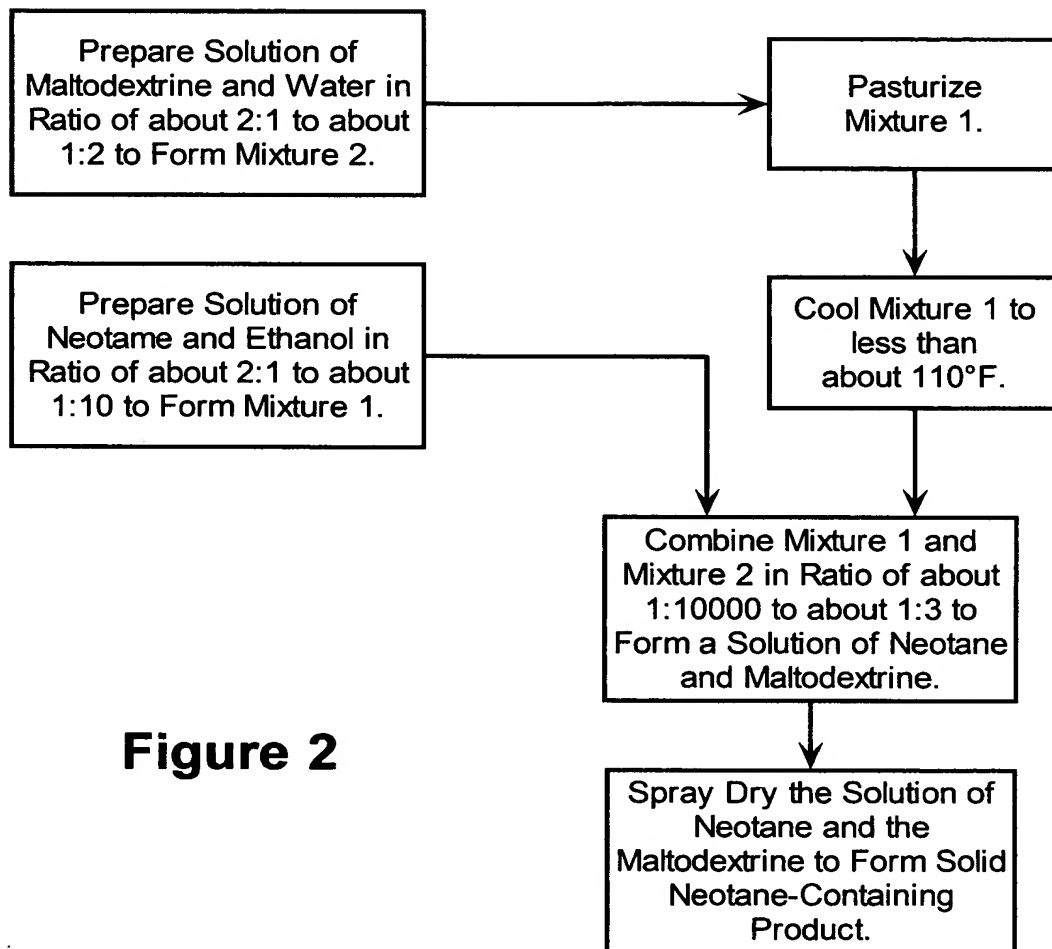 Prepare Solution of
Maltodextrine and Water in
Ratio of about 2:1 to about
1:2 to Form Mixture 2.
Pasturize
Mixture 1.
Prepare Solution of
Neotame and Ethanol in
Ratio of about 2:1 to about
1:10 to Form Mixture 1.
Cool Mixture 1 to
less than
about 110°F.
Combine Mixture 1 and
Mixture 2 in Ratio of about
1:10000 to about 1:3 to
Form a Solution of Neotane
and Maltodextrine.
Figure 2
Spray Dry the Solution of
Neotane and the
Maltodextrine to Form Solid
Neotane-Containing
Product.